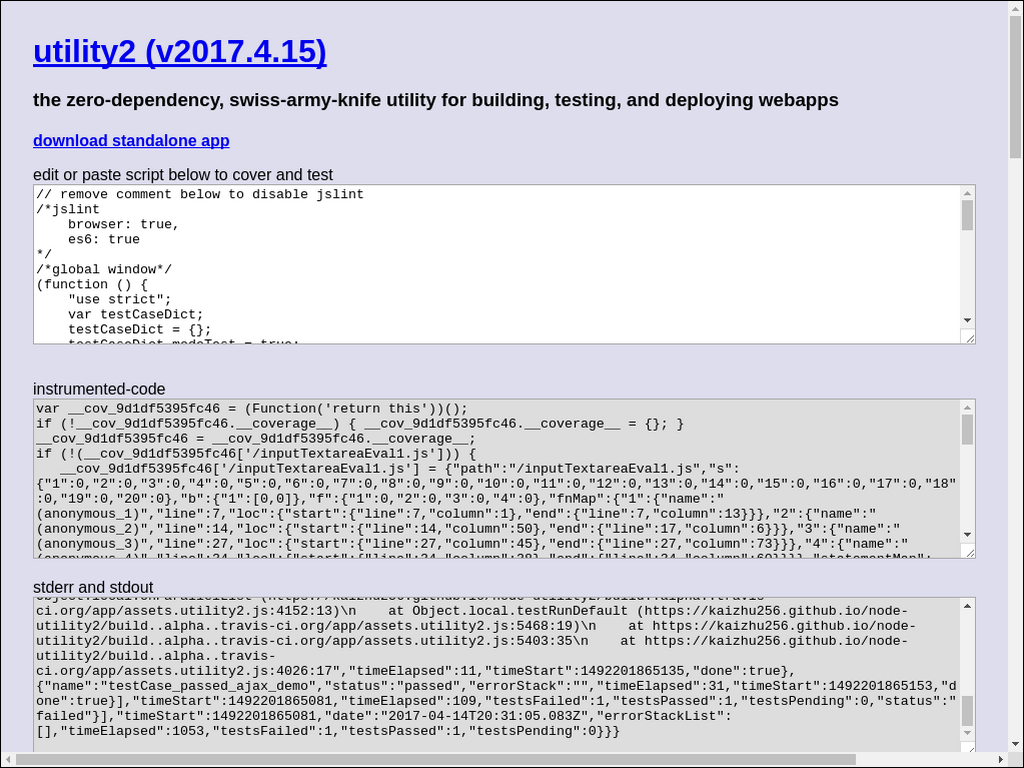 utility2 (v2017.4.15)
the zero-dependency, swiss-army-knife utility for building, testing, and deploying webapps
download standalone app
edit or paste script below to cover and test
// remove comment below to disable jslint
/*jslint
    browser: true,
    es6: true
*/
/*global window*/
(function () {
    "use strict";
    var testCaseDict;
    testCaseDict = {};
    testCaseDict.modeTest = true;
instrumented-code
var __cov_9d1df5395fc46 = (Function('return this'))();
if (!__cov_9d1df5395fc46.__coverage__) { __cov_9d1df5395fc46.__coverage__ = {}; }
__cov_9d1df5395fc46 = __cov_9d1df5395fc46.__coverage__;
if (!(__cov_9d1df5395fc46['/inputTextareaEval1.js'])) {
   __cov_9d1df5395fc46['/inputTextareaEval1.js'] = {"path":"/inputTextareaEval1.js","s":
{"1":0,"2":0,"3":0,"4":0,"5":0,"6":0,"7":0,"8":0,"9":0,"10":0,"11":0,"12":0,"13":0,"14":0,"15":0,"16":0,"17":0,"18"
:0,"19":0,"20":0},"b":{"1":[0,0]},"f":{"1":0,"2":0,"3":0,"4":0},"fnMap":{"1":{"name":"
(anonymous_1)","line":7,"loc":{"start":{"line":7,"column":1},"end":{"line":7,"column":13}}},"2":{"name":"
(anonymous_2)","line":14,"loc":{"start":{"line":14,"column":50},"end":{"line":17,"column":6}}},"3":{"name":"
(anonymous_3)","line":27,"loc":{"start":{"line":27,"column":45},"end":{"line":27,"column":73}}},"4":{"name":"
stderr and stdout
ci.org/app/assets.utility2.js:4152:13)\n    at Object.local.testRunDefault (https://kaizhu256.github.io/node-
utility2/build..alpha..travis-ci.org/app/assets.utility2.js:5468:19)\n    at https://kaizhu256.github.io/node-
utility2/build..alpha..travis-ci.org/app/assets.utility2.js:5403:35\n    at https://kaizhu256.github.io/node-
utility2/build..alpha..travis-
ci.org/app/assets.utility2.js:4026:17","timeElapsed":11,"timeStart":1492201865135,"done":true},
{"name":"testCase_passed_ajax_demo","status":"passed","errorStack":"","timeElapsed":31,"timeStart":1492201865153,"d
one":true}],"timeStart":1492201865081,"timeElapsed":109,"testsFailed":1,"testsPassed":1,"testsPending":0,"status":"
failed"}],"timeStart":1492201865081,"date":"2017-04-14T20:31:05.083Z","errorStackList":
[],"timeElapsed":1053,"testsFailed":1,"testsPassed":1,"testsPending":0}}}